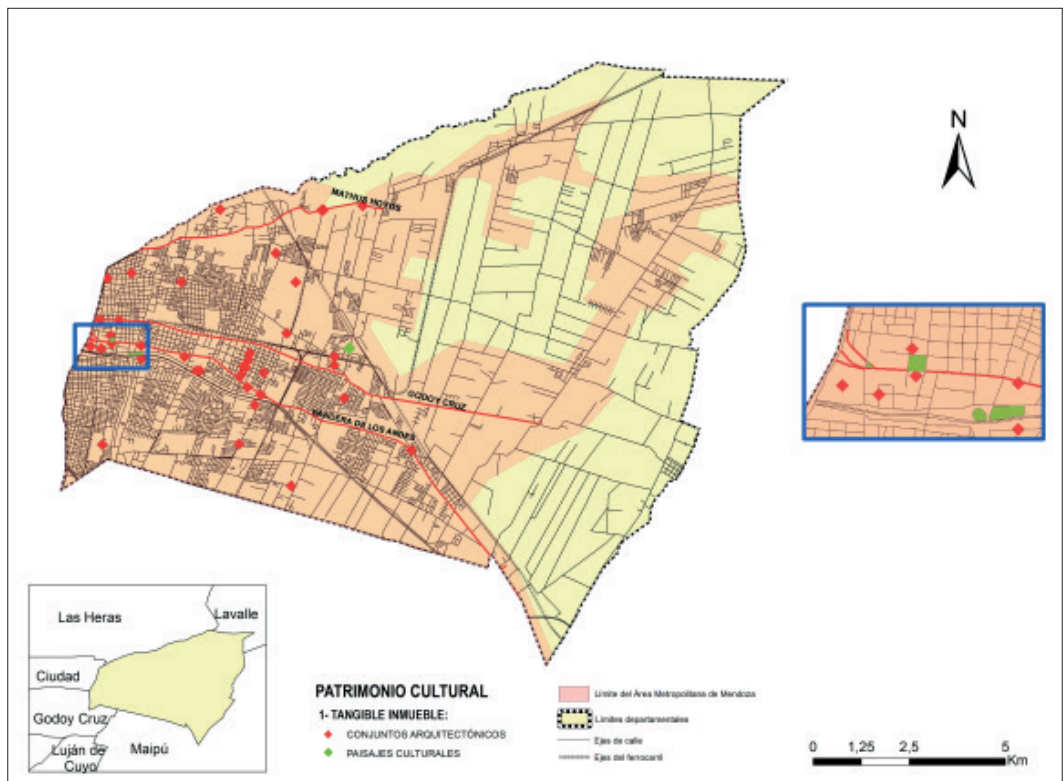 N
MATHUS HOYOS
GODOY CRUZ
BANDERA DE LOS ANDES
Las Heras
Lavalle
Ciudad
Godoy Cruz
Luján de
Cuyo
Maipú
PATRIMONIO CULTURAL
1- TANGIBLE INMUEBLE:
CONJUNTOS ARQUITECTÓNICOS
PAISAJES CULTURALES
Límite del Área Metropolitana de Mendoza
Límites departamentales
Ejes de calle
Ejes del ferrocarril
0 1,25 2,5 5
Km